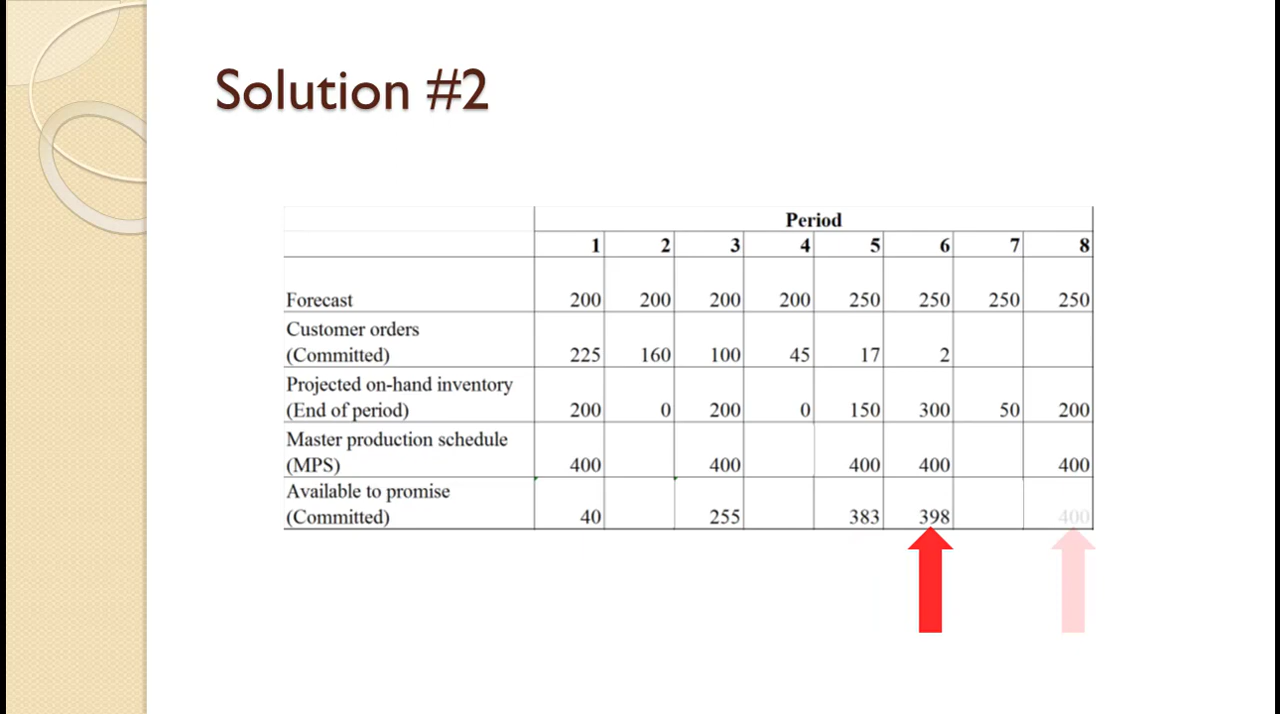 Solution #2
Period
1 2 3 4 5 6 7 8
Forecast 200 200 200 200 250 250 250 250
Customer orders
(Committed) 225 160 100 45 17 2
Projected on-hand inventory
(End of period) 200 0 200 0 150 300 50 200
Master production schedule
(MPS) 400 400 400 400 400
Available to promise
(Committed) 40 255 383 398 400